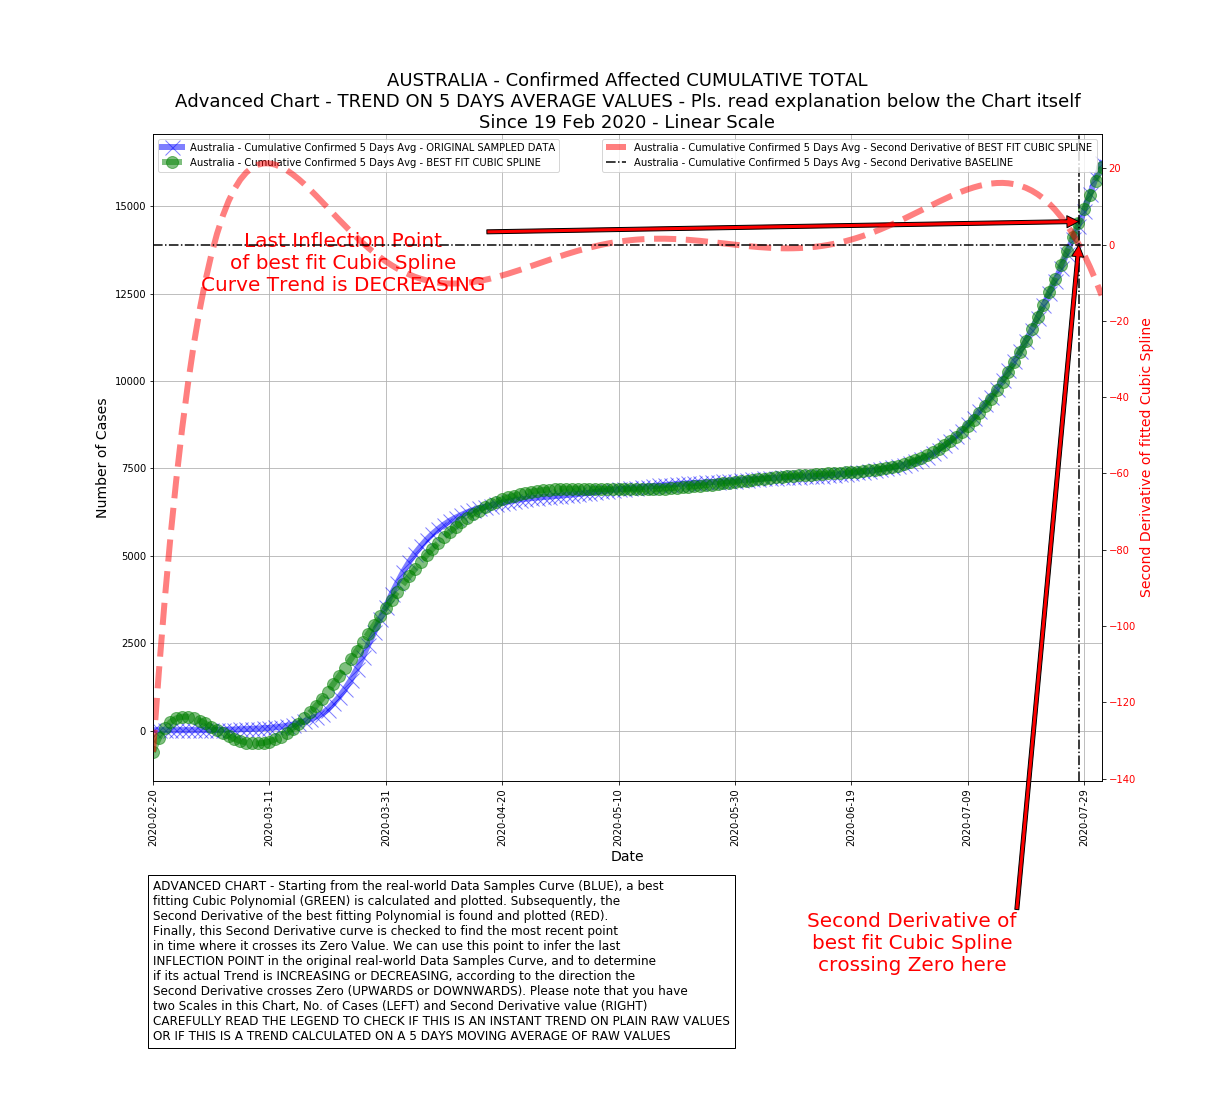 AUSTRALIA - Confirmed Affected CUMULATIVE TOTAL
Advanced Chart - TREND ON 5 DAYS AVERAGE VALUES - Pls. read explanation below the Chart itself
Since 19 Feb 2020 - Linear Scale
Australia - Cumulative Confirmed 5 Days Avg - ORIGINAL SAMPLED DATA
Australia - Cumulative Confirmed 5 Days Avg - BEST FIT CUBIC SPLINE
Australia - Cumulative Confirmed 5 Days Avg - Second Derivative of BEST FIT CUBIC SPLINE
Australia - Cumulative Confirmed 5 Days Avg - Second Derivative BASELINE
Last Inflection Point
of best fit Cubic Spline
Curve Trend is DECREASING
Number of Cases
15000
12500
10000
7500
5000
2500
0
20
0
−20
−40
−60
−80
−100
−120
−140
Second Derivative of fitted Cubic Spline
2020-02-20
2020-03-11
2020-03-31
2020-04-20
2020-05-10
2020-05-30
2020-06-19
2020-07-09
2020-07-29
Date
ADVANCED CHART - Starting from the real-world Data Samples Curve (BLUE), a best
fitting Cubic Polynomial (GREEN) is calculated and plotted. Subsequently, the
Second Derivative of the best fitting Polynomial is found and plotted (RED).
Finally, this Second Derivative curve is checked to find the most recent point
in time where it crosses its Zero Value. We can use this point to infer the last
INFLECTION POINT in the original real-world Data Samples Curve, and to determine
if its actual Trend is INCREASING or DECREASING, according to the direction the
Second Derivative crosses Zero (UPWARDS or DOWNWARDS). Please note that you have
two Scales in this Chart, No. of Cases (LEFT) and Second Derivative value (RIGHT)
CAREFULLY READ THE LEGEND TO CHECK IF THIS IS AN INSTANT TREND ON PLAIN RAW VALUES
OR IF THIS IS A TREND CALCULATED ON A 5 DAYS MOVING AVERAGE OF RAW VALUES
Second Derivative of
best fit Cubic Spline
crossing Zero here